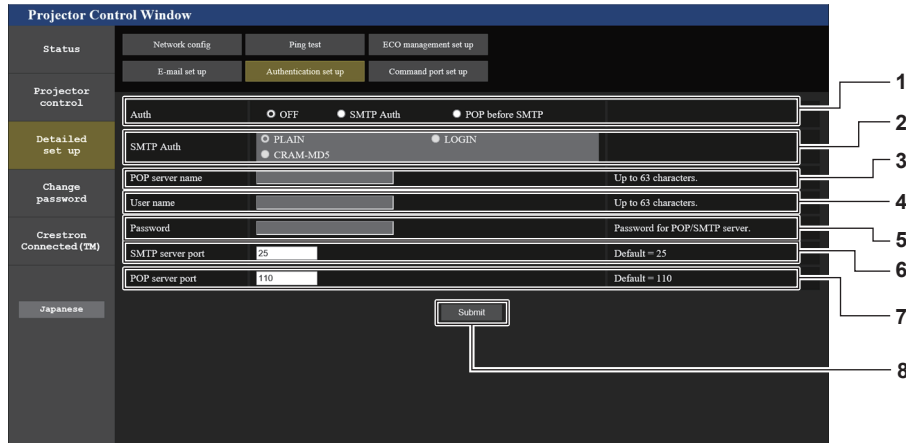 Projector Control Window
Status
Network config
Ping test
ECO management set up
E-mail set up
Authentication set up
Command port set up
Projector
control
Detailed
set up
Change
password
Crestron
Connected(TM)
Japanese
Auth OFF SMTP Auth POP before SMTP
1
SMTP Auth PLAIN LOGIN
CRAM-MD5
2
POP server name Up to 63 characters.
3
User name Up to 63 characters.
4
Password Password for POP/SMTP server.
5
SMTP server port 25 Default = 25
6
POP server port 110 Default = 110
7
Submit
8